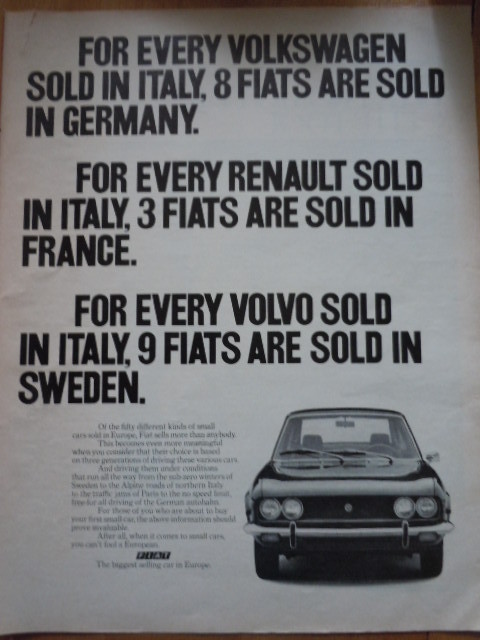 FOR EVERY VOLKSWAGEN
SOLD IN ITALY, 8 FIATS ARE SOLD
IN GERMANY.
FOR EVERY RENAULT SOLD
IN ITALY, 3 FIATS ARE SOLD IN
FRANCE.
FOR EVERY VOLVO SOLD
IN ITALY, 9 FIATS ARE SOLD IN
SWEDEN.
Of the fifty different kinds of small
cars sold in Europe, Fiat sells more than anybody.
This becomes even more meaningful
when you consider that their choice is based
on three generations of driving these various cars.
And driving them under conditions
that run all the way from the sub zero winters of
Sweden to the Alpine roads of northern Italy
to the traffic jams of Paris to the no speed limit,
free for all driving of the German autobahn.
For those of you who are about to buy
your first small car, the above information should
prove invaluable.
After all, when it comes to small cars,
you can't fool a European.
FIAT
The biggest selling car in Europe.